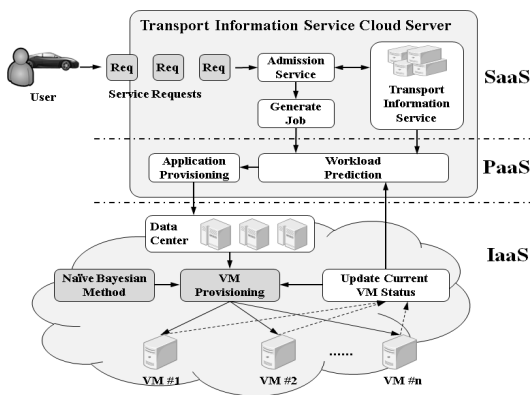 Transport Information Service Cloud Server
Req
Req
Req
Admission
Service
SaaS
User
Service Requests
Generate
Job
Transport
Information
Service
Application
Provisioning
Workload
Prediction
PaaS
Data
Center
IaaS
Naïve Bayesian
Method
VM
Provisioning
Update Current
VM Status
VM #1
VM #2
......
VM #n